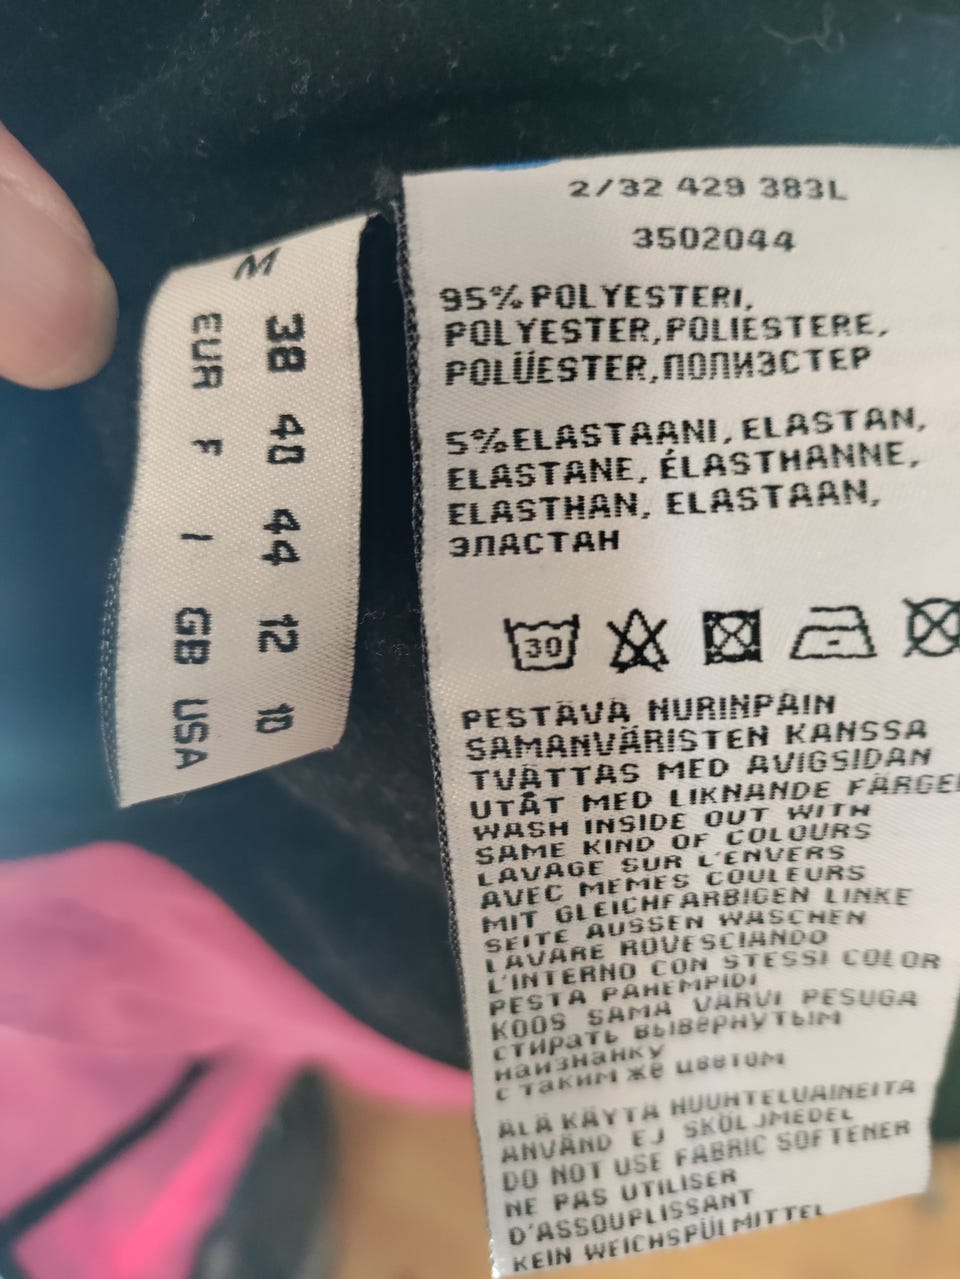 M
38 40 44 12 10
EUR F I GB USA
2/32 429 383L
3502044
95% POLYESTERI,
POLYESTER, POLIESTERE,
POLÜESTER, ПОЛИЭСТЕР
5% ELASTAANI, ELASTAN,
ELASTANE, ÉLASTHANNE,
ELASTHAN, ELASTAAN,
ЭЛАСТАН
30
PESTÄVÄ NURINPÄIN
SAMANVÄRISTEN KANSSA
TVÄTTAS MED AVIGSIDAN
UTÅT MED LIKNANDE FÄRGE
WASH INSIDE OUT WITH
SAME KIND OF COLOURS
LAVAGE SUR L'ENVERS
AVEC MEMES COULEURS
MIT GLEICHFARBIGEN LINKE
SEITE AUSSEN WASCHEN
LAVARE ROVESCIANDO
L'INTERNO CON STESSI COLOR
PESTA PAHEMPIDI
KOOS SAMA VÄRVI PESUGA
СТИРАТЬ ВЫВЁРНУТЫМ
НАИЗНАНКУ
С ТАКИМ ЖЕ ЦВЕТОМ
ÄLÄ KÄYTÄ HUUHTELUAINEITA
ANVÄND EJ SKÖLJMEDEL
DO NOT USE FABRIC SOFTENER
NE PAS UTILISER
D'ASSOUPLISSANT
KEIN WEICHSPÜLMITTEL